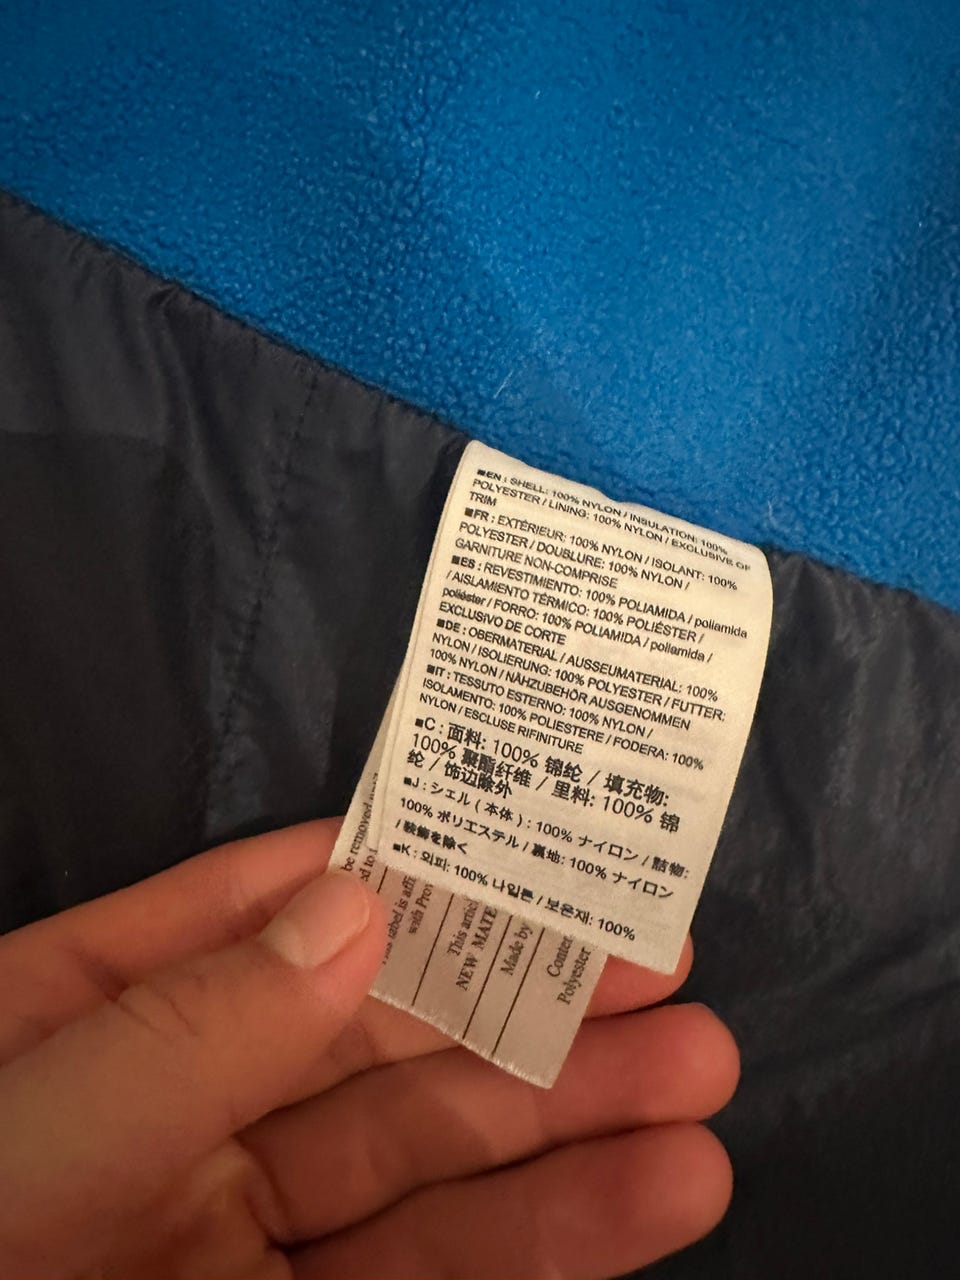 ■EN : SHELL: 100% NYLON / INSULATION: 100%
POLYESTER / LINING: 100% NYLON / EXCLUSIVE OF
TRIM
■FR : EXTÉRIEUR: 100% NYLON / ISOLANT: 100%
POLYESTER / DOUBLURE: 100% NYLON /
GARNITURE NON-COMPRISE
■ES : REVESTIMIENTO: 100% POLIAMIDA / poliamida
/ AISLAMIENTO TÉRMICO: 100% POLIÉSTER /
poliéster / FORRO: 100% POLIAMIDA / poliamida /
EXCLUSIVO DE CORTE
■DE : OBERMATERIAL / AUSSEUMATERIAL: 100%
NYLON / ISOLIERUNG: 100% POLYESTER / FUTTER:
100% NYLON / NÄHZUBEHÖR AUSGENOMMEN
■IT : TESSUTO ESTERNO: 100% NYLON /
ISOLAMENTO: 100% POLIESTERE / FODERA: 100%
NYLON / ESCLUSE RIFINITURE
■C : 面料: 100% 锦纶 / 填充物:
100% 聚酯纤维 / 里料: 100% 锦
纶 / 饰边除外
■J : シェル ( 本体 ) : 100% ナイロン / 詰物:
100% ポリエステル / 裏地: 100% ナイロン
/ 装飾を除く
■K : 외피: 100% 나일론 / 보온재: 100%
be removed
ed to
label is
with
This
NEW
Made by
Polyester